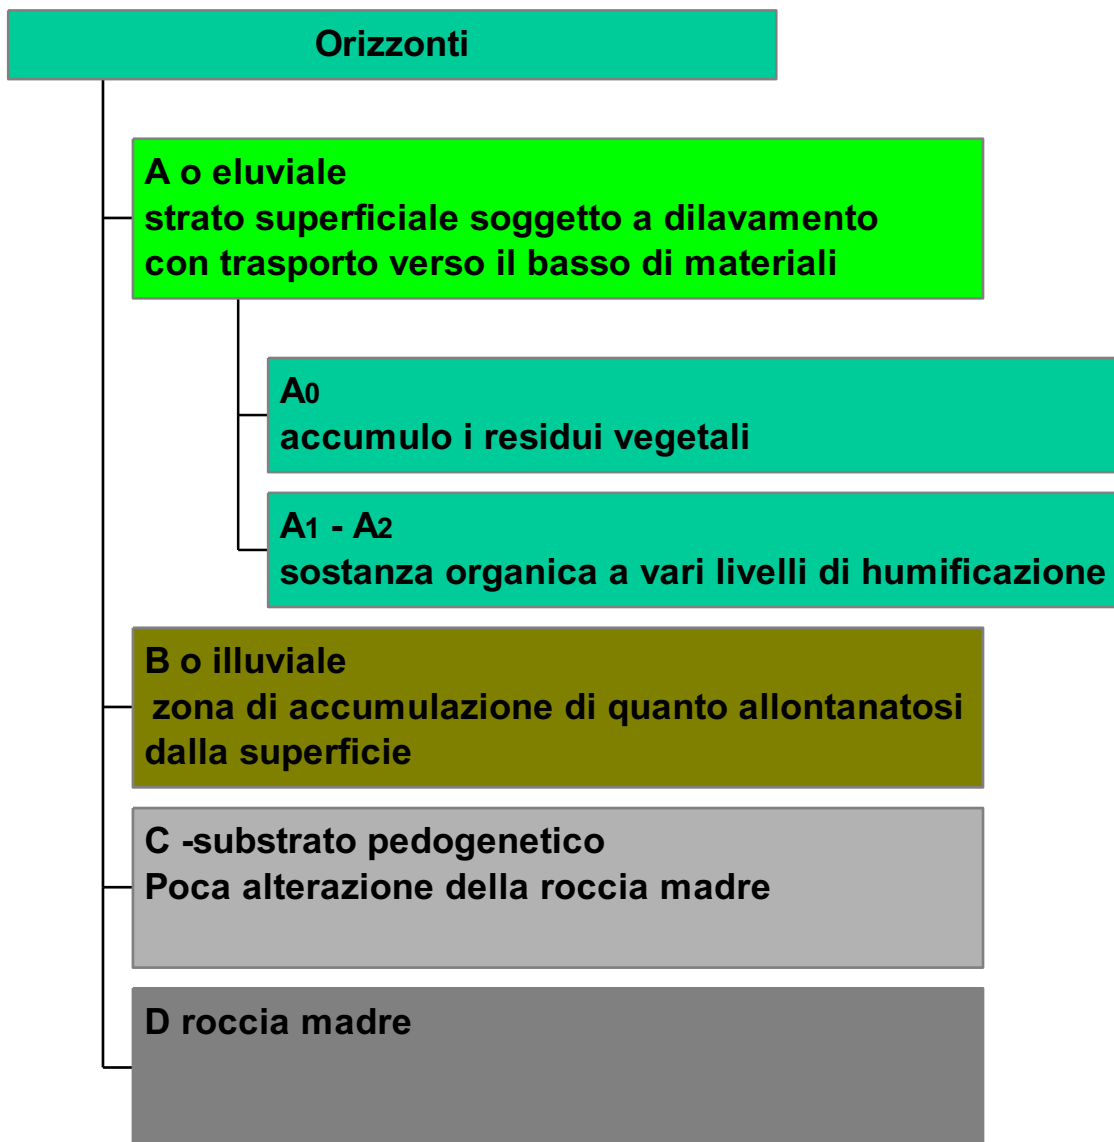 Orizzonti
A o eluviale
strato superficiale soggetto a dilavamento
con trasporto verso il basso di materiali
A0
accumulo i residui vegetali
A1 - A2
sostanza organica a vari livelli di humificazione
B o illuviale
zona di accumulazione di quanto allontanatosi
dalla superficie
C -substrato pedogenetico
Poca alterazione della roccia madre
D roccia madre